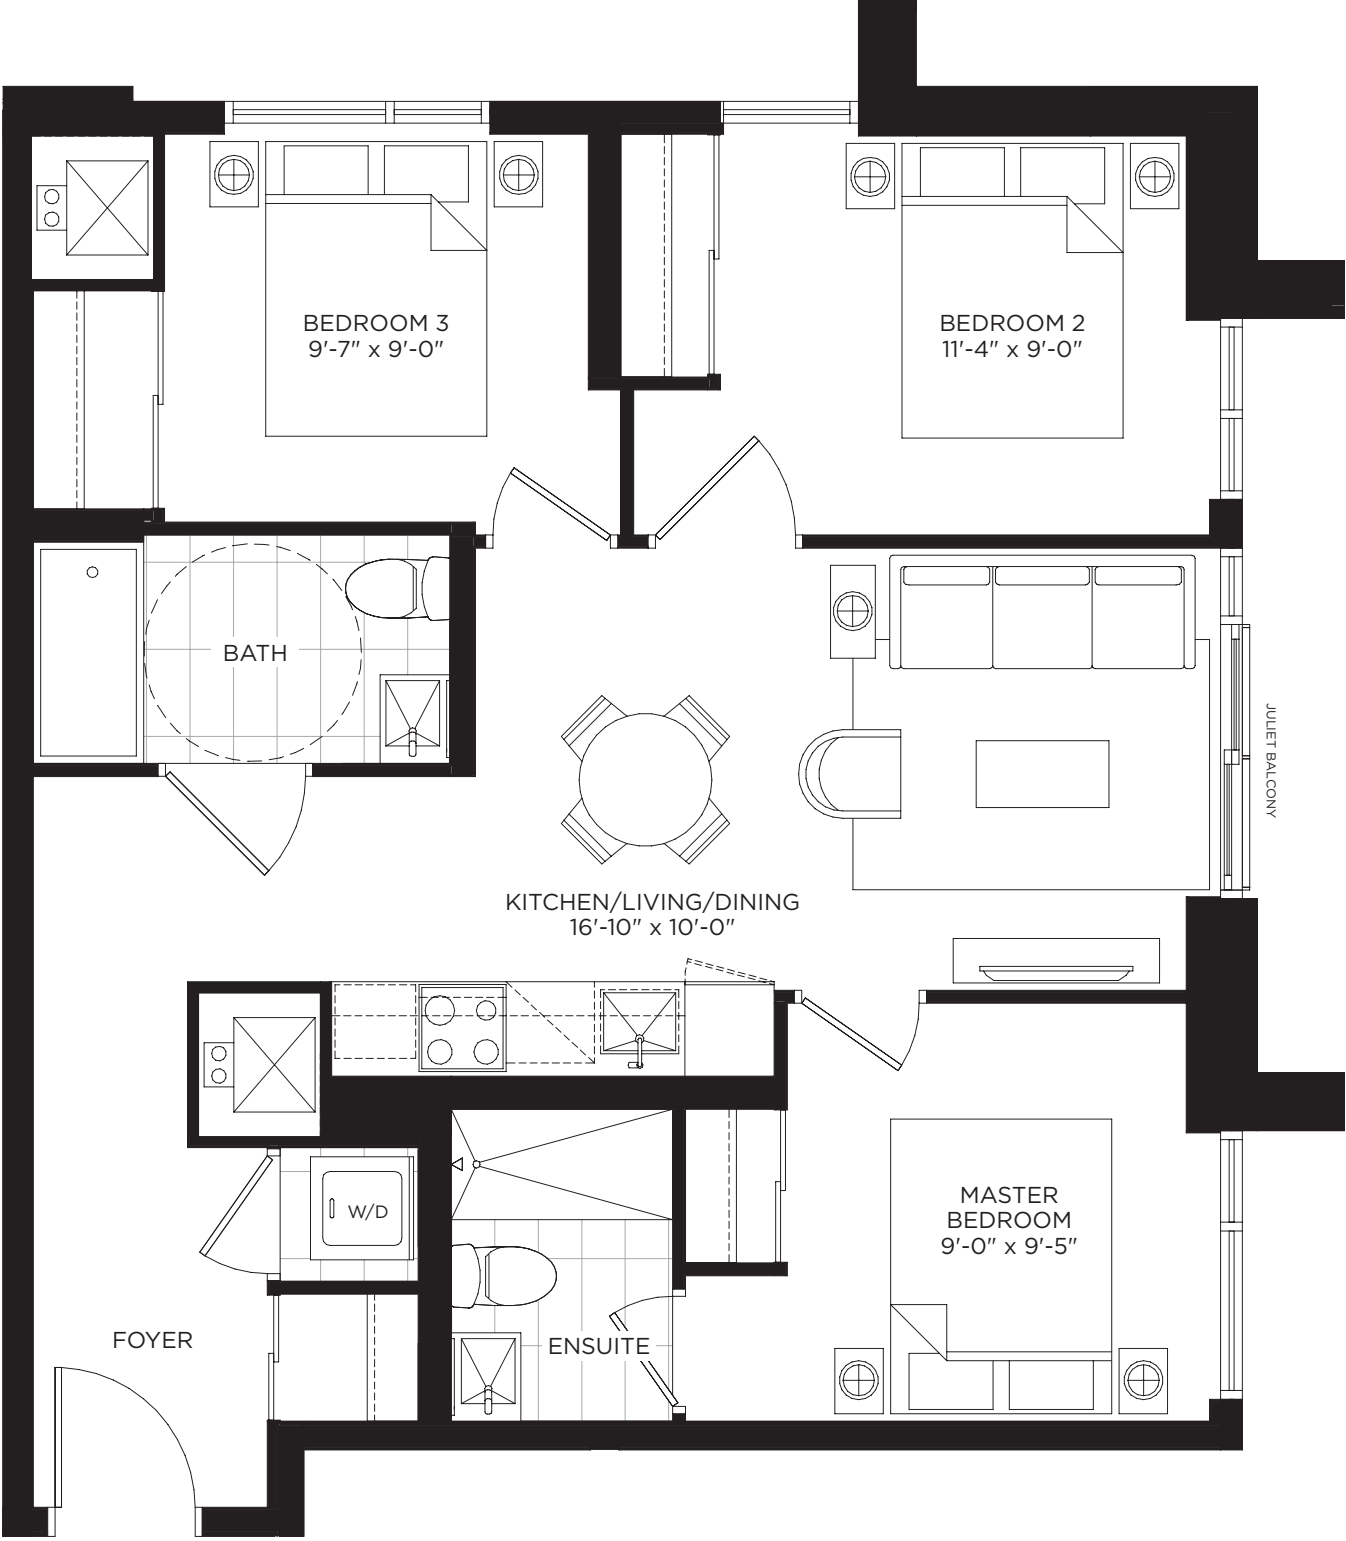 BEDROOM 3
9'-7" x 9'-0"
BEDROOM 2
11'-4" x 9'-0"
BATH
JULIET BALCONY
KITCHEN/LIVING/DINING
16'-10" x 10'-0"
W/D
MASTER
BEDROOM
9'-0" x 9'-5"
FOYER
ENSUITE